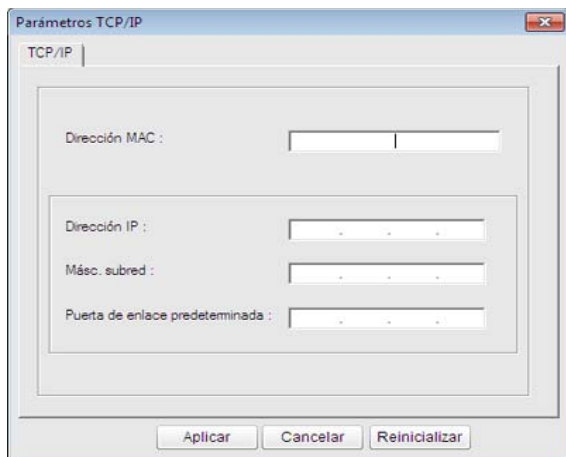 Parámetros TCP/IP
TCP/IP
Dirección MAC :
Dirección IP :
. . .
Másc. subred :
. . .
Puerta de enlace predeterminada :
. . .
Aplicar Cancelar Reinicializar